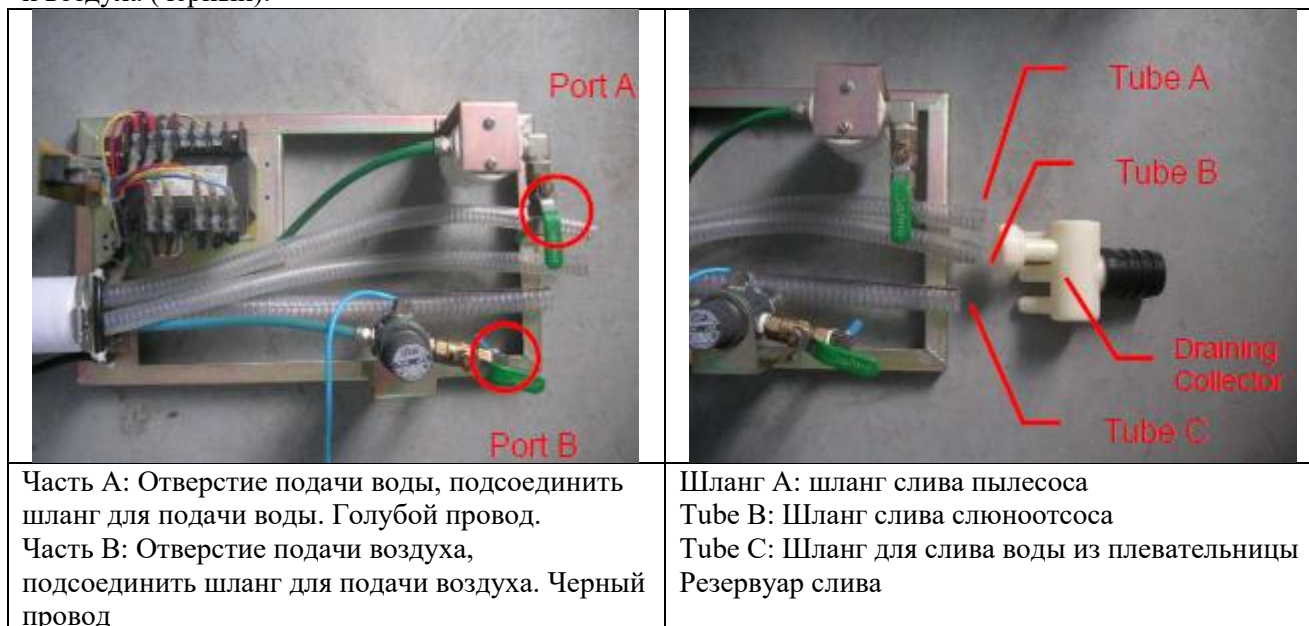 Port A
Port B
Tube A
Tube B
Draining
Collector
Tube C
Часть А: Отверстие подачи воды, подсоединить
шланг для подачи воды. Голубой провод.
Часть В: Отверстие подачи воздуха,
подсоединить шланг для подачи воздуха. Черный
провод
Шланг А: шланг слива пылесоса
Tube B: Шланг слива слюноотсоса
Tube C: Шланг для слива воды из плевательницы
Резервуар слива